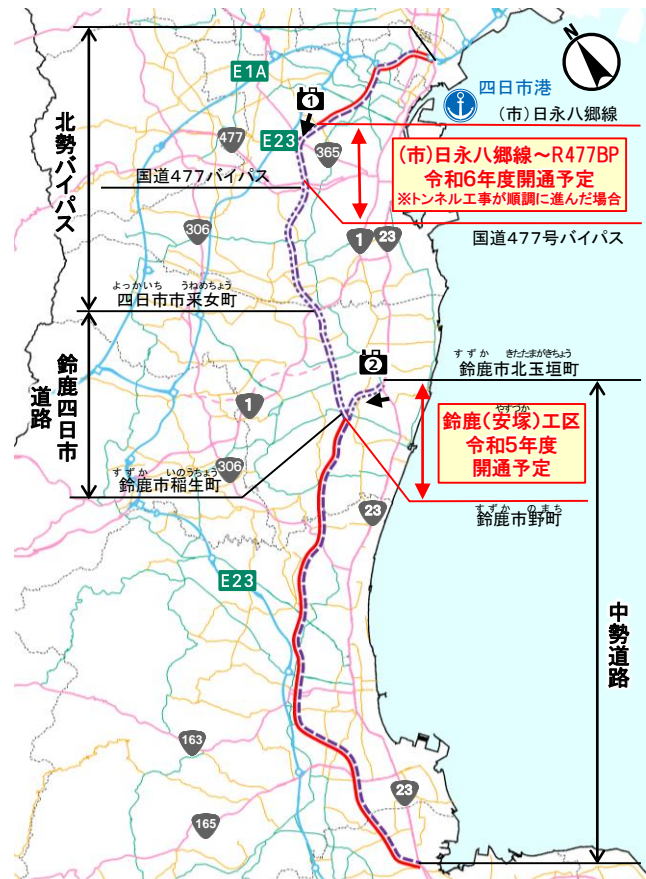 N
E1A
四日市港
1
(市)日永八郷線
477
E23
365
(市)日永八郷線～R477BP
令和6年度開通予定
※トンネル工事が順調に進んだ場合
北勢バイパス
国道477バイパス
306
1
23
国道477号バイパス
よっかいち うねめちょう
四日市市采女町
2
すずか きたたまがきちょう
鈴鹿市北玉垣町
鈴鹿四日市
道路
1
やすづか
鈴鹿(安塚)工区
令和5年度
開通予定
306
すずか いのうちょう
鈴鹿市稲生町
23
すずか のまち
鈴鹿市野町
E23
中勢道路
163
23
165